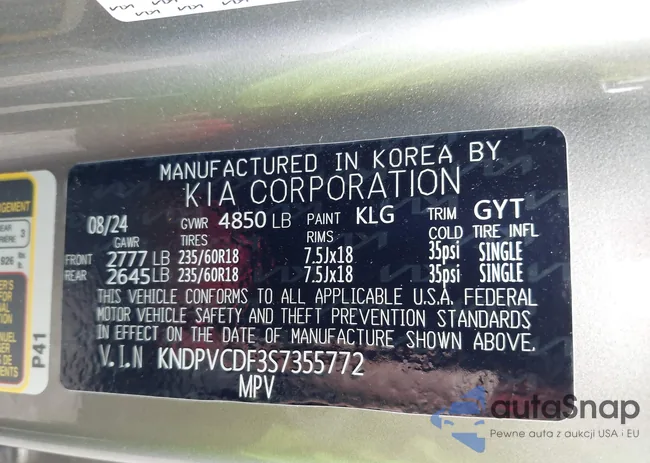 MANUFACTURED IN KOREA BY
KIA CORPORATION
08/24 GVWR 4850 LB PAINT KLG TRIM GYT
GAWR TIRES RIMS COLD TIRE INFL
FRONT 2777 LB 235/60R18 7.5Jx18 35psi SINGLE
REAR 2645 LB 235/60R18 7.5Jx18 35psi SINGLE
THIS VEHICLE CONFORMS TO ALL APPLICABLE U.S.A. FEDERAL
MOTOR VEHICLE SAFETY AND THEFT PREVENTION STANDARDS
IN EFFECT ON THE DATE OF MANUFACTURE SHOWN ABOVE.
V.I.N KNDPVCDF3S7355772
MPV
P41
3
926 lbs
autaSnap
Pewne auta z aukcji USA i EU